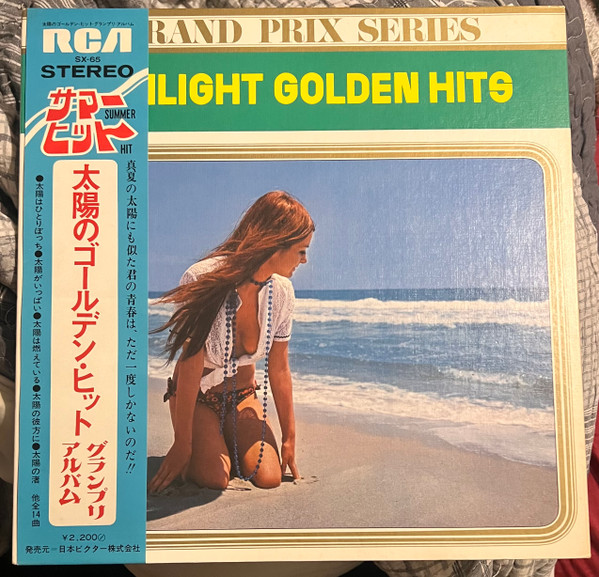 太陽のゴールデン・ヒット グランプリ アルバム
RCA
SX-65
STEREO
サマー
ヒット
SUMMER
HIT
真夏の太陽にも似た君の青春は、ただ一度しかないのだ!!
太陽のゴールデン・ヒット
グランプリ
アルバム
●太陽はひとりぼっち●太陽がいっぱい●太陽は燃えている●太陽の彼方に●太陽の渚
他全14曲
¥2,200
発売元=日本ビクター株式会社
RAND PRIX SERIES
LIGHT GOLDEN HITS